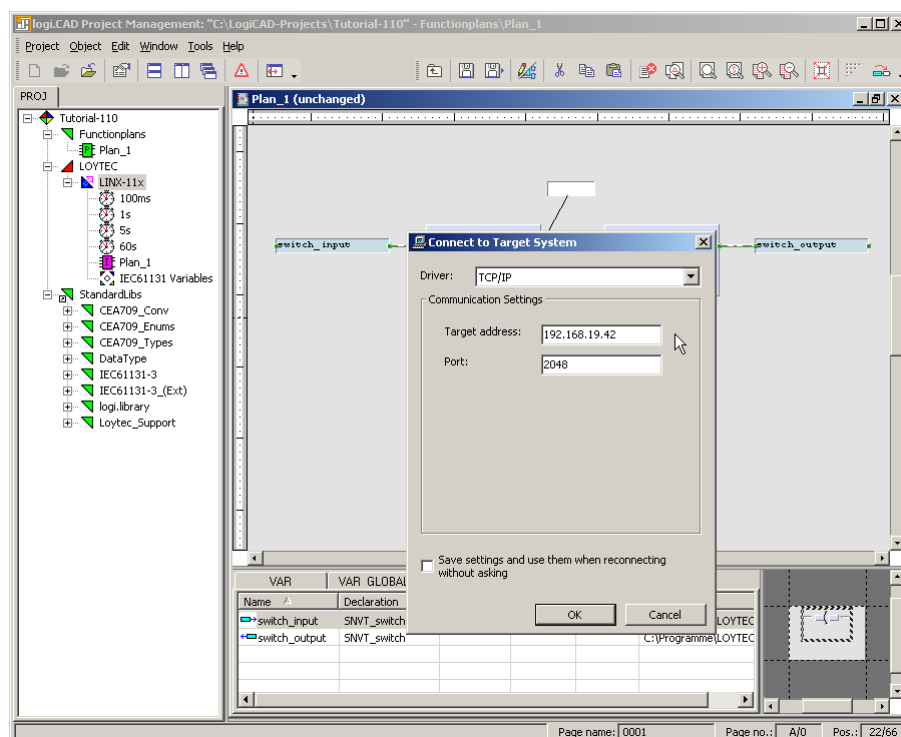 logi.CAD Project Management: "C:\LogiCAD-Projects\Tutorial-110" - Functionplans\Plan_1
Project Object Edit Window Tools Help
PROJ
Tutorial-110
Functionplans
Plan_1
LOYTEC
LINX-11x
100ms
1s
5s
60s
Plan_1
IEC61131 Variables
StandardLibs
CEA709_Conv
CEA709_Enums
CEA709_Types
DataType
IEC61131-3
IEC61131-3_(Ext)
logi.library
Loytec_Support
Plan_1 (unchanged)
switch_input
switch_output
Connect to Target System
Driver: TCP/IP
Communication Settings
Target address: 192.168.19.42
Port: 2048
Save settings and use them when reconnecting
without asking
OK Cancel
VAR VAR GLOBAL
Name Declaration
switch_input SNVT_switch LOYTEC
switch_output SNVT_switch C:\Programme\LOYTEC
Page name: 0001 Page no.: A/0 Pos.: 22/66